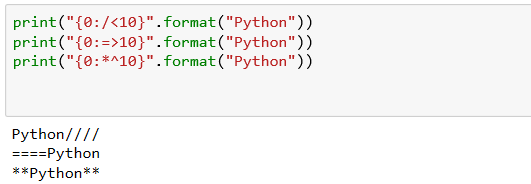 print("{0:/<10}".format("Python"))
print("{0:=>10}".format("Python"))
print("{0:*^10}".format("Python"))
Python////
====Python
**Python**